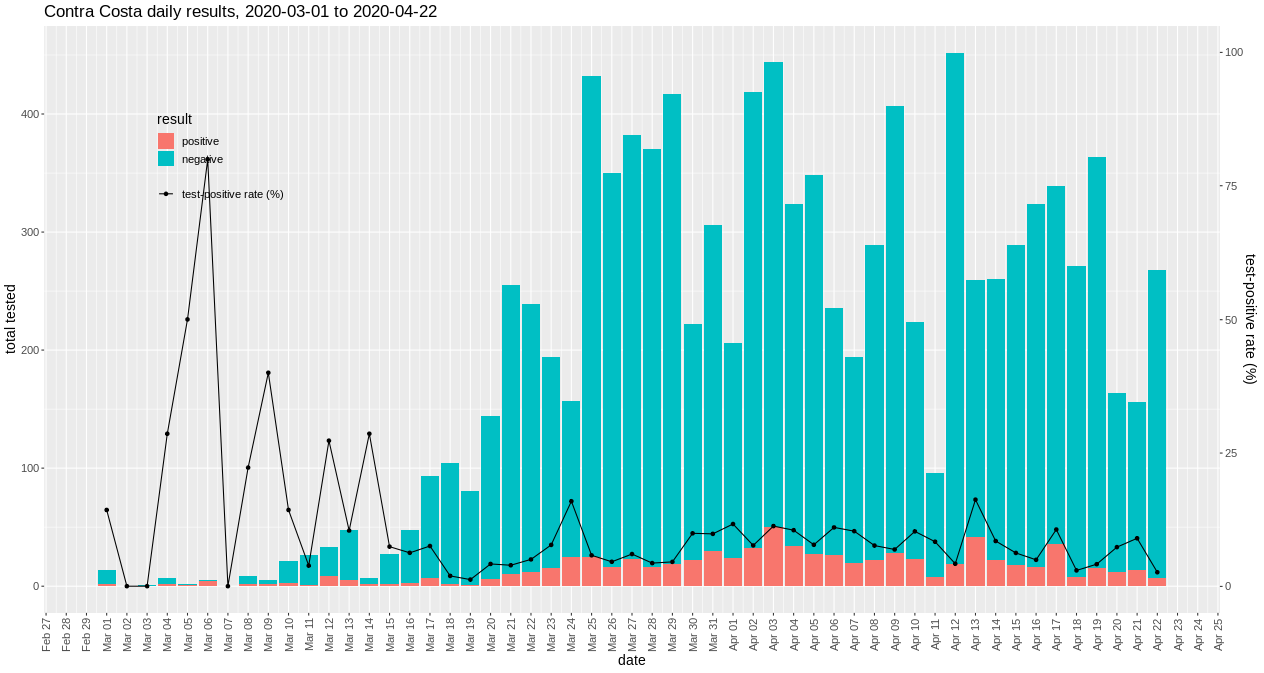 Contra Costa daily results, 2020-03-01 to 2020-04-22
total tested
400
300
200
100
0
result
positive
negative
test-positive rate (%)
100
75
50
25
0
test-positive rate (%)
Feb 27
Feb 28
Feb 29
Mar 01
Mar 02
Mar 03
Mar 04
Mar 05
Mar 06
Mar 07
Mar 08
Mar 09
Mar 10
Mar 11
Mar 12
Mar 13
Mar 14
Mar 15
Mar 16
Mar 17
Mar 18
Mar 19
Mar 20
Mar 21
Mar 22
Mar 23
Mar 24
Mar 25
Mar 26
Mar 27
Mar 28
Mar 29
Mar 30
Mar 31
Apr 01
Apr 02
Apr 03
Apr 04
Apr 05
Apr 06
Apr 07
Apr 08
Apr 09
Apr 10
Apr 11
Apr 12
Apr 13
Apr 14
Apr 15
Apr 16
Apr 17
Apr 18
Apr 19
Apr 20
Apr 21
Apr 22
Apr 23
Apr 24
Apr 25
date